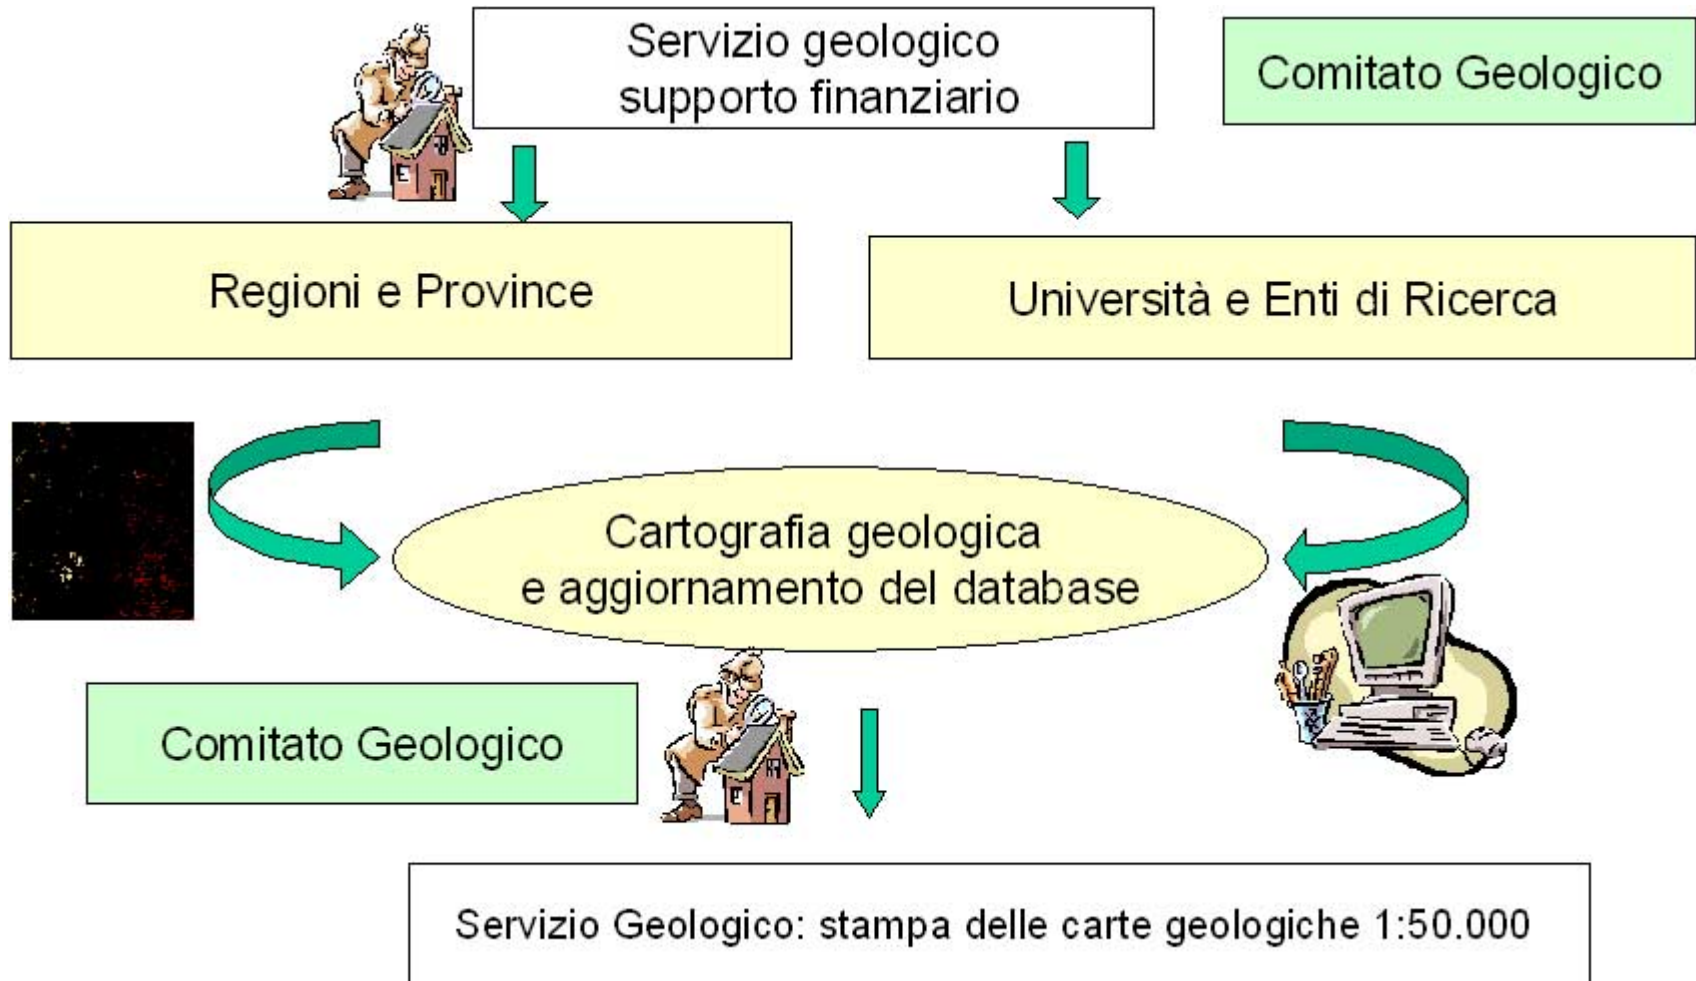 Servizio geologico
supporto finanziario
Comitato Geologico
Regioni e Province
Università e Enti di Ricerca
Cartografia geologica
e aggiornamento del database
Comitato Geologico
Servizio Geologico: stampa delle carte geologiche 1:50.000